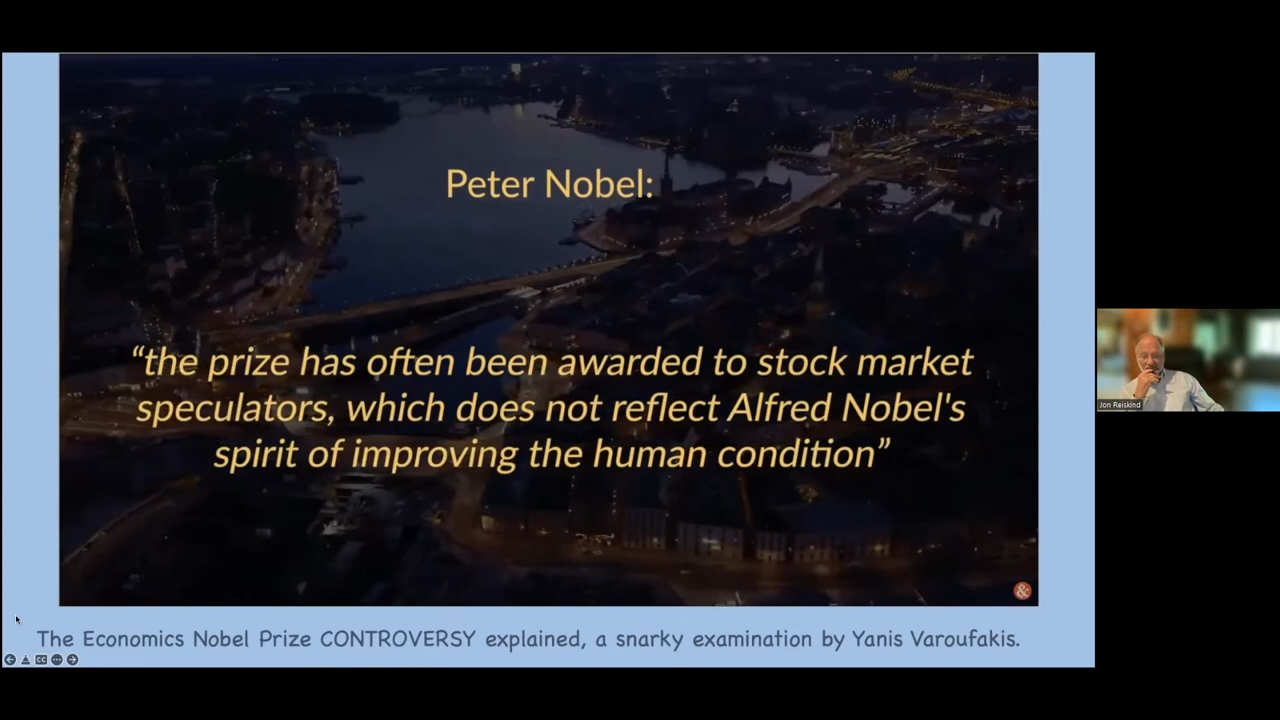 Peter Nobel:
“the prize has often been awarded to stock market
speculators, which does not reflect Alfred Nobel's
spirit of improving the human condition”
&
The Economics Nobel Prize CONTROVERSY explained, a snarky examination by Yanis Varoufakis.
CC
Jon Reiskind